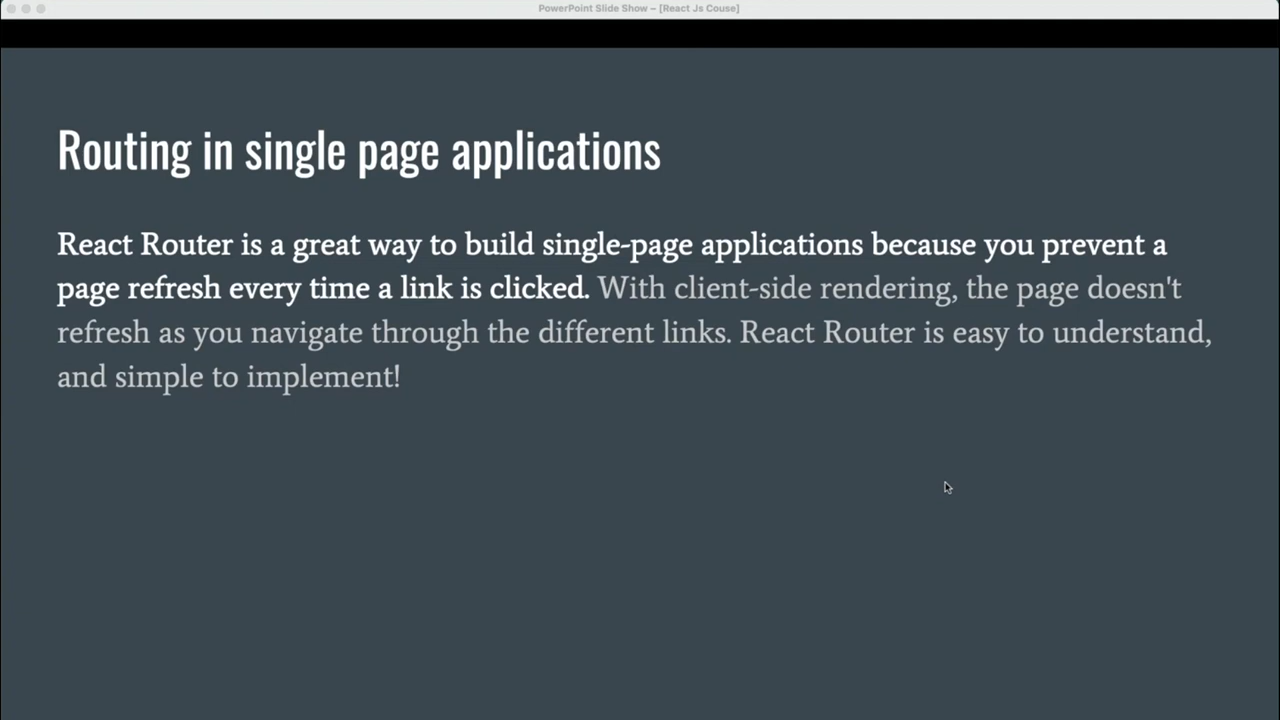 PowerPoint Slide Show – [React Js Couse]
Routing in single page applications
React Router is a great way to build single-page applications because you prevent a
page refresh every time a link is clicked. With client-side rendering, the page doesn't
refresh as you navigate through the different links. React Router is easy to understand,
and simple to implement!